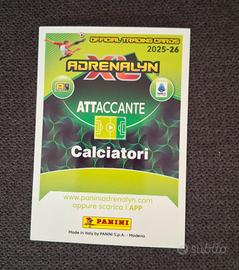 OFFICIAL TRADING CARDS
2025-26
ADRENALYN XL
ATTACCANTE
Calciatori
www.paniniadrenalyn.com
oppure scarica l'APP
PANINI
Made in Italy by PANINI S.p.A. - Modena
subito